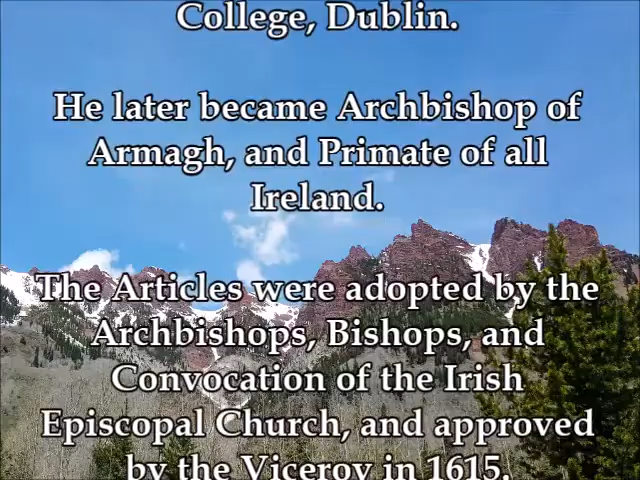 College, Dublin.
He later became Archbishop of
Armagh, and Primate of all
Ireland.
The Articles were adopted by the
Archbishops, Bishops, and
Convocation of the Irish
Episcopal Church, and approved
by the Viceroy in 1615.